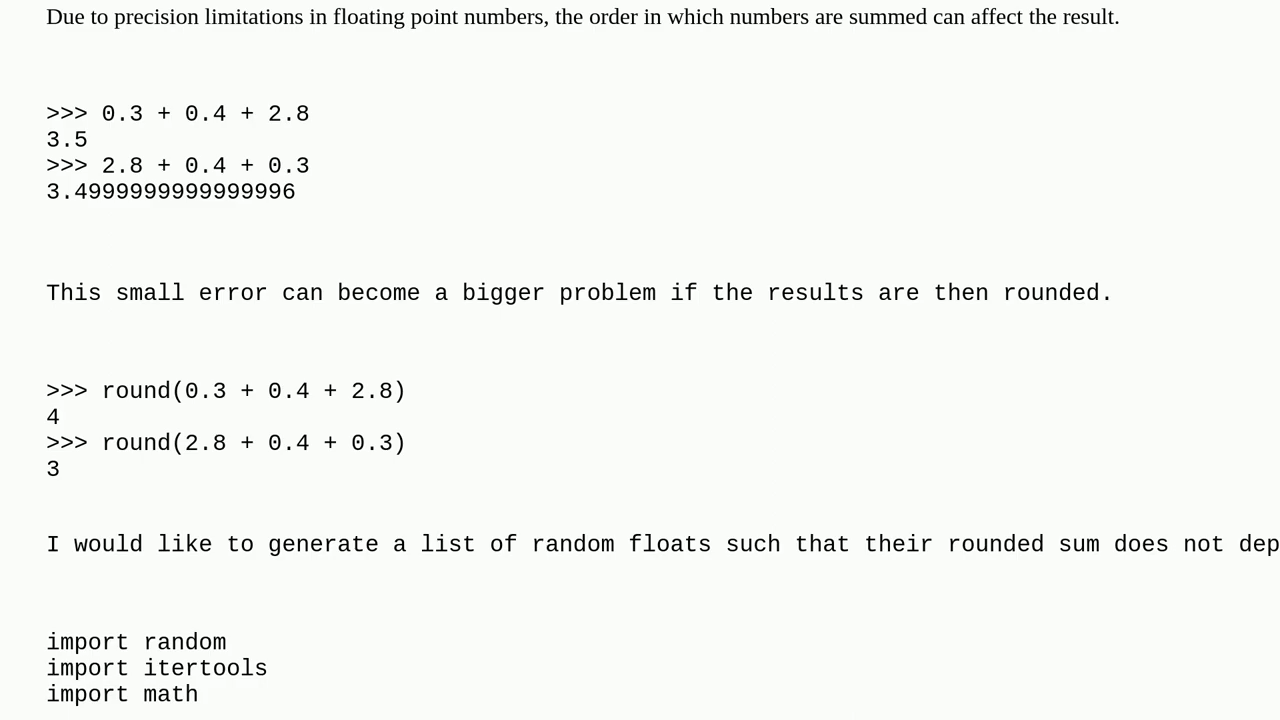 Due to precision limitations in floating point numbers, the order in which numbers are summed can affect the result.
>>> 0.3 + 0.4 + 2.8
3.5
>>> 2.8 + 0.4 + 0.3
3.4999999999999996
This small error can become a bigger problem if the results are then rounded.
>>> round(0.3 + 0.4 + 2.8)
4
>>> round(2.8 + 0.4 + 0.3)
3
I would like to generate a list of random floats such that their rounded sum does not dep
import random
import itertools
import math